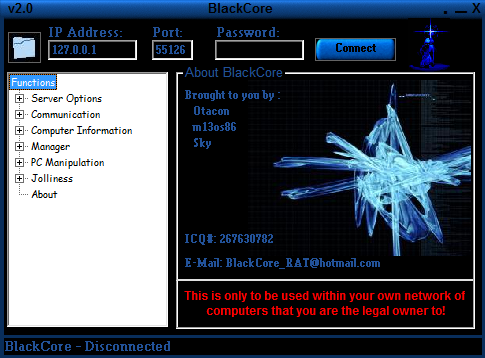 v2.0 BlackCore X
IP Address: Port: Password:
127.0.0.1 55126 Connect
Functions
Server Options
Communication
Computer Information
Manager
PC Manipulation
Jolliness
About
About BlackCore
Brought to you by :
Otacon
m13os86
Sky
ICQ#: 267630782
E-Mail: BlackCore_RAT@hotmail.com
This is only to be used within your own network of
computers that you are the legal owner to!
BlackCore - Disconnected